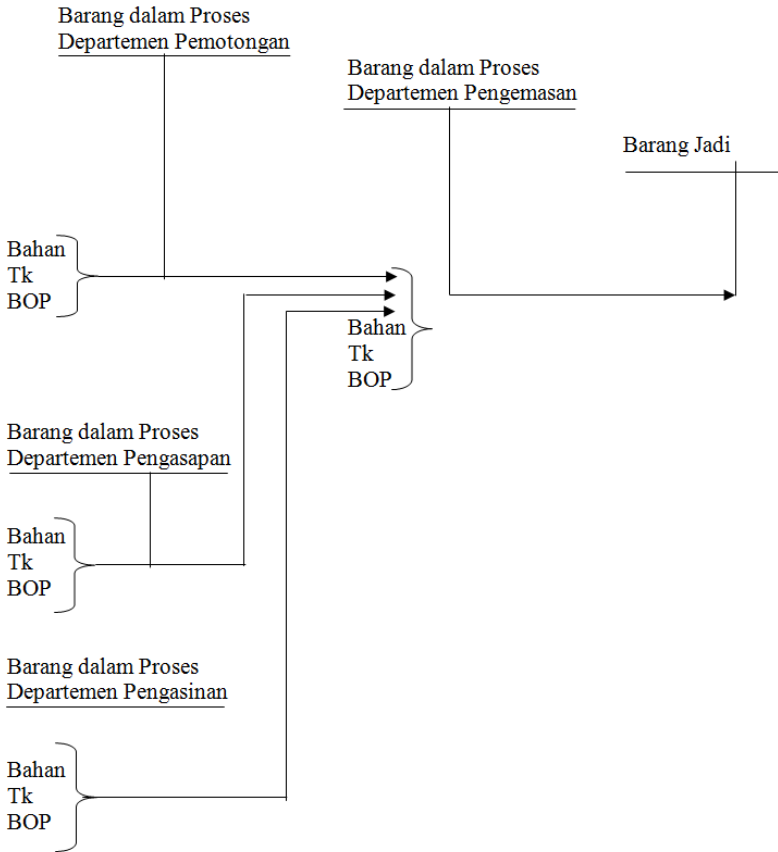 Barang dalam Proses
Departemen Pemotongan
Barang dalam Proses
Departemen Pengemasan
Barang Jadi
Bahan
Tk
BOP
Bahan
Tk
BOP
Barang dalam Proses
Departemen Pengasapan
Bahan
Tk
BOP
Barang dalam Proses
Departemen Pengasinan
Bahan
Tk
BOP